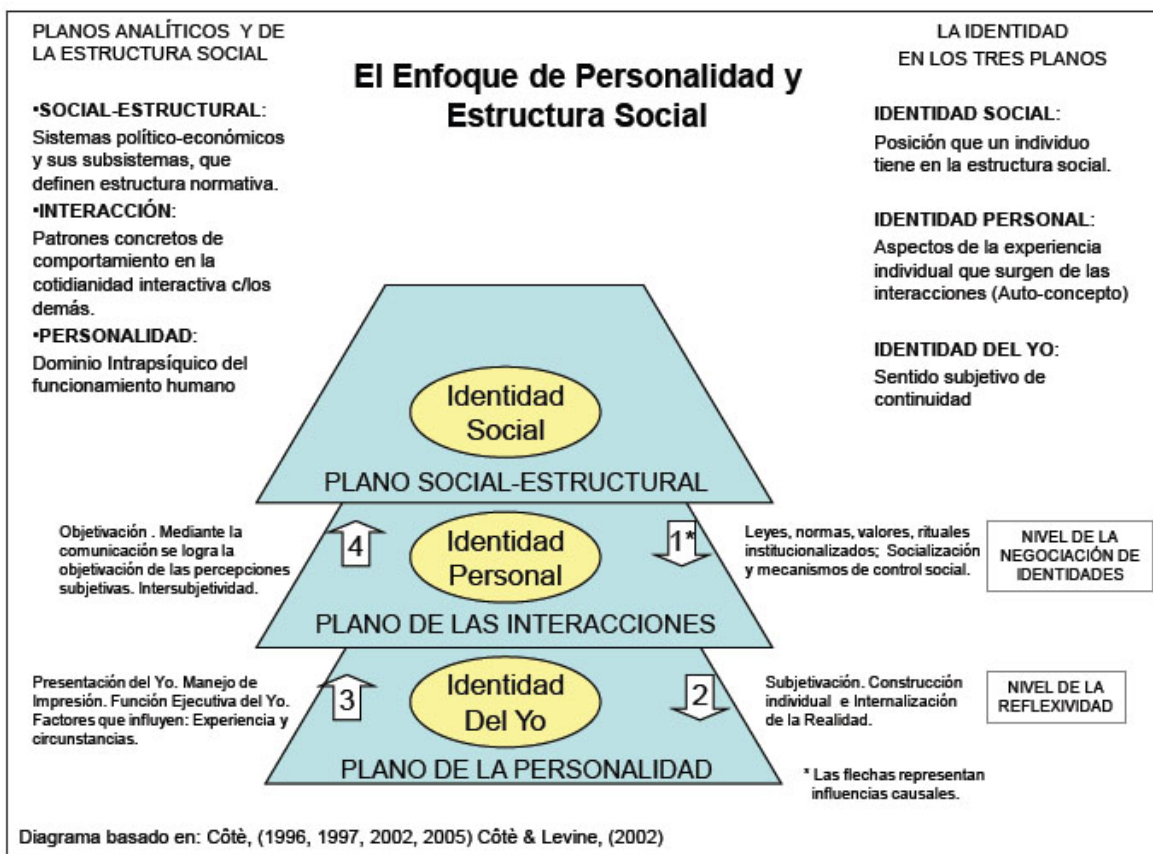 PLANOS ANALÍTICOS Y DE
LA ESTRUCTURA SOCIAL
•SOCIAL-ESTRUCTURAL:
Sistemas político-económicos
y sus subsistemas, que
definen estructura normativa.
•INTERACCIÓN:
Patrones concretos de
comportamiento en la
cotidianidad interactiva c/los
demás.
•PERSONALIDAD:
Dominio Intrapsíquico del
funcionamiento humano
El Enfoque de Personalidad y
Estructura Social
LA IDENTIDAD
EN LOS TRES PLANOS
IDENTIDAD SOCIAL:
Posición que un individuo
tiene en la estructura social.
IDENTIDAD PERSONAL:
Aspectos de la experiencia
individual que surgen de las
interacciones (Auto-concepto)
IDENTIDAD DEL YO:
Sentido subjetivo de
continuidad
Identidad
Social
PLANO SOCIAL-ESTRUCTURAL
Objetivación . Mediante la
comunicación se logra la
objetivación de las percepciones
subjetivas. Intersubjetividad.
4
Identidad
Personal
1*
Leyes, normas, valores, rituales
institucionalizados; Socialización
y mecanismos de control social.
NIVEL DE LA
NEGOCIACIÓN DE
IDENTIDADES
PLANO DE LAS INTERACCIONES
Presentación del Yo. Manejo de
Impresión. Función Ejecutiva del Yo.
Factores que influyen: Experiencia y
circunstancias.
3
Identidad
Del Yo
2
Subjetivación. Construcción
individual e Internalización
de la Realidad.
NIVEL DE LA
REFLEXIVIDAD
PLANO DE LA PERSONALIDAD
* Las flechas representan
influencias causales.
Diagrama basado en: Côtè, (1996, 1997, 2002, 2005) Côtè & Levine, (2002)